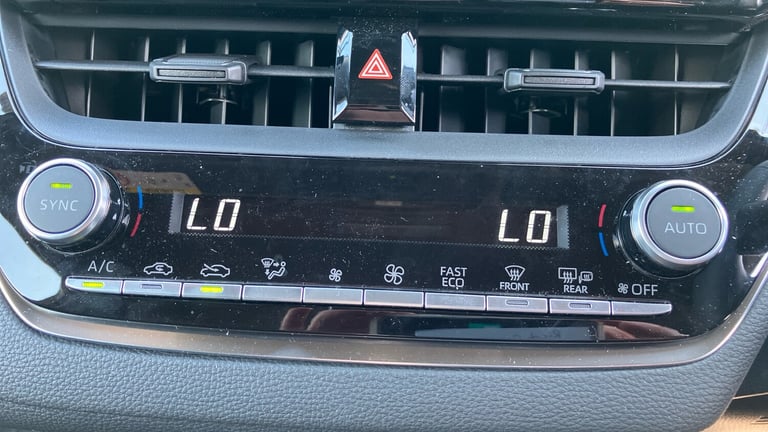 SYNC
LO
LO
AUTO
A/C
FAST
ECO
FRONT
REAR
OFF